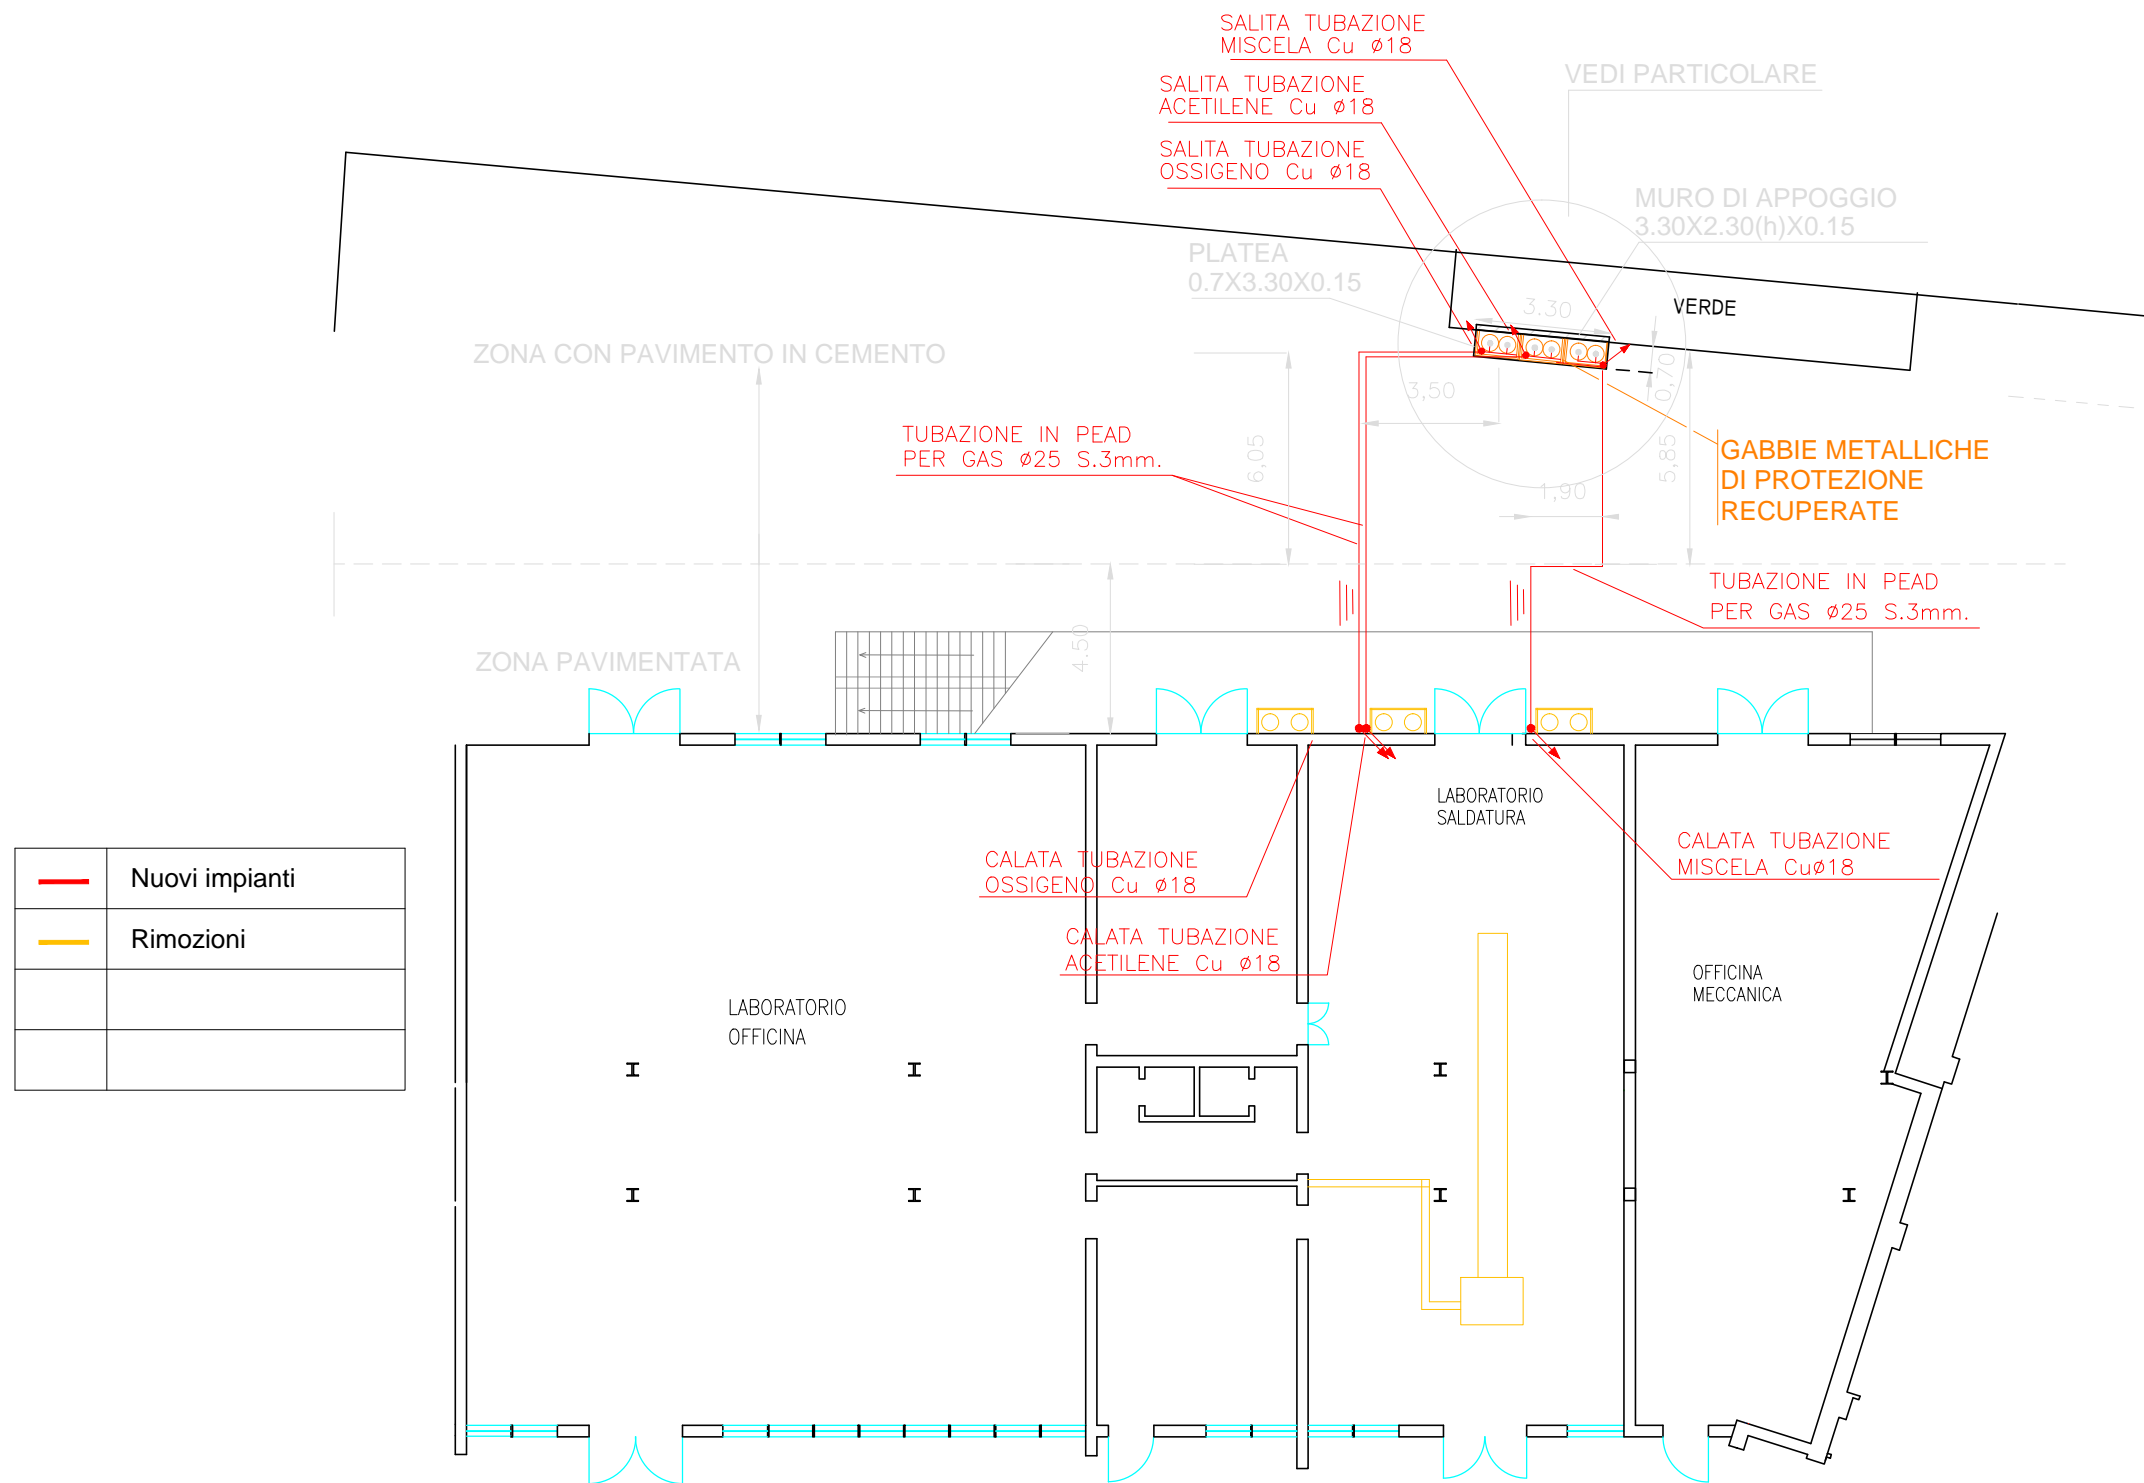 SALITA TUBAZIONE
MISCELA Cu ø18
VEDI PARTICOLARE
SALITA TUBAZIONE
ACETILENE Cu ø18
SALITA TUBAZIONE
OSSIGENO Cu ø18
MURO DI APPOGGIO
3.30X2.30(h)X0.15
PLATEA
0.7X3.30X0.15
3.30
VERDE
ZONA CON PAVIMENTO IN CEMENTO
3,50
0,70
TUBAZIONE IN PEAD
PER GAS ø25 S.3mm.
6,05
5,85
GABBIE METALLICHE
DI PROTEZIONE
RECUPERATE
1,90
TUBAZIONE IN PEAD
PER GAS ø25 S.3mm.
4.50
ZONA PAVIMENTATA
LABORATORIO
SALDATURA
CALATA TUBAZIONE
OSSIGENO Cu ø18
CALATA TUBAZIONE
MISCELA Cuø18
Nuovi impianti
Rimozioni
CALATA TUBAZIONE
ACETILENE Cu ø18
OFFICINA
MECCANICA
LABORATORIO
OFFICINA